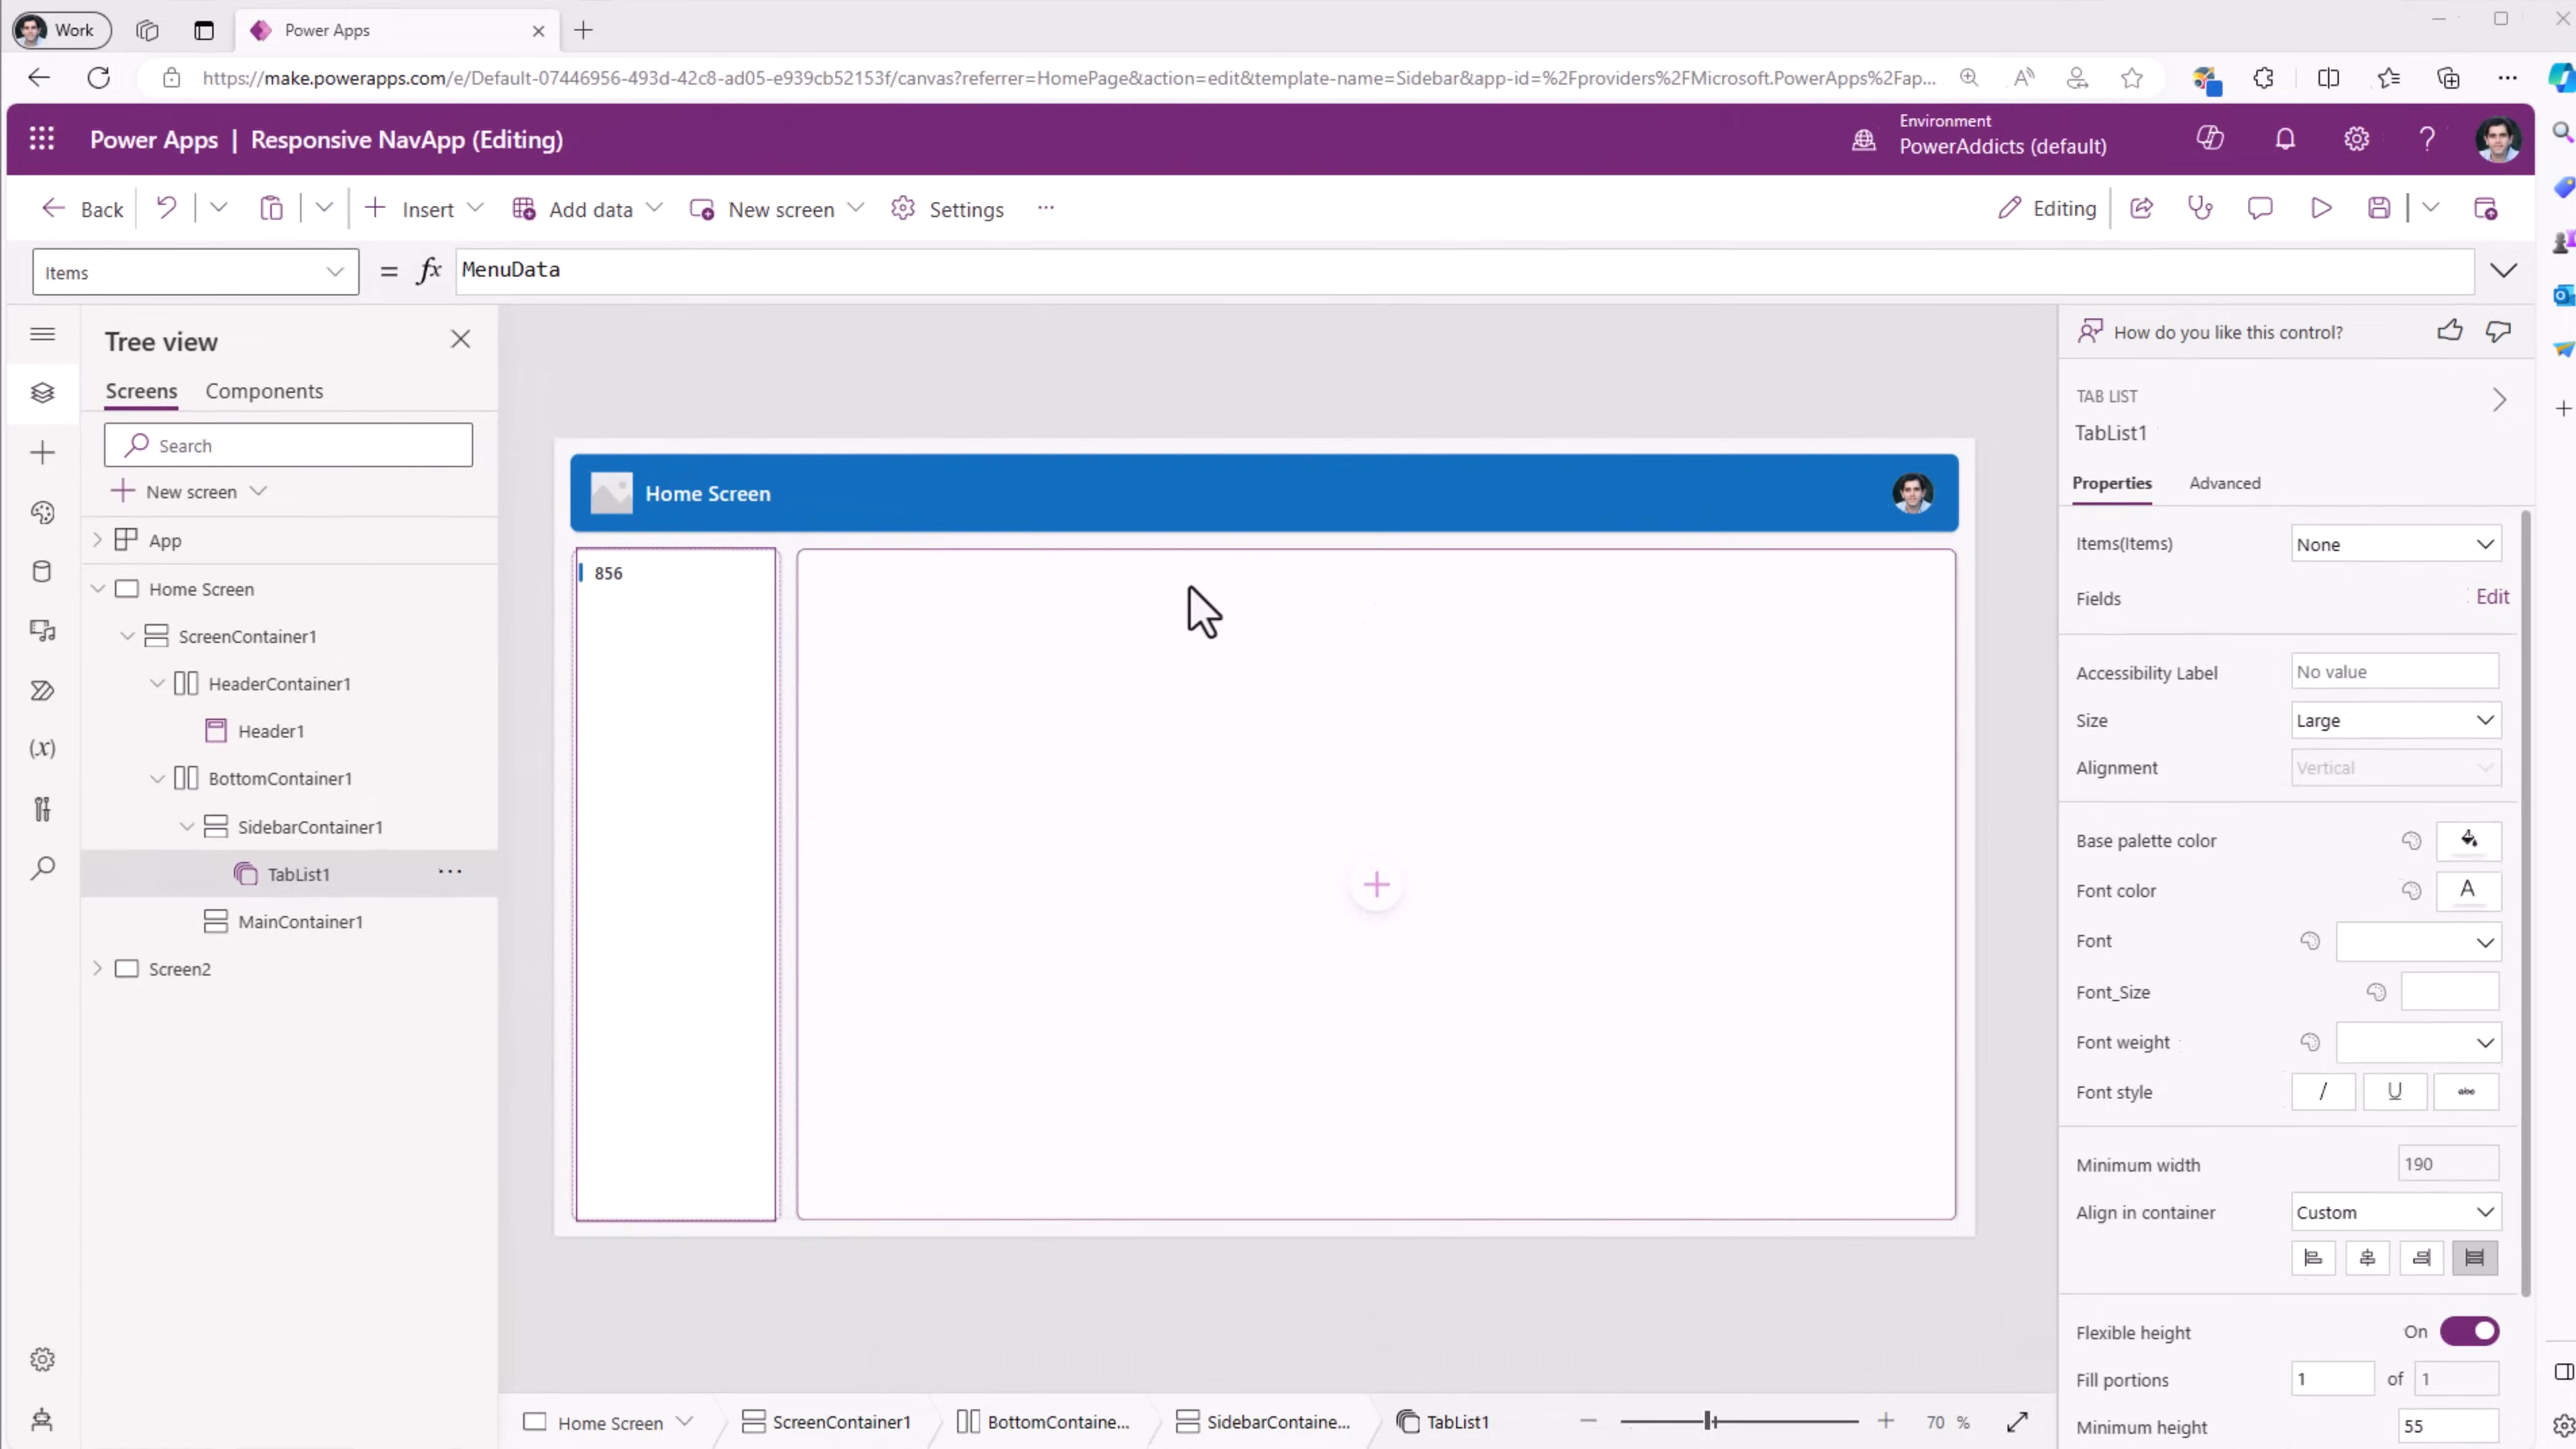 Work
Power Apps
https://make.powerapps.com/e/Default-07446956-493d-42c8-ad05-e939cb52153f/canvas?referrer=HomePage&action=edit&template-name=Sidebar&app-id=%2Fproviders%2FMicrosoft.PowerApps%2Fap...
Power Apps | Responsive NavApp (Editing)
Environment
PowerAddicts (default)
Back
Insert
Add data
New screen
Settings
Editing
Items
= fx MenuData
Tree view
Screens
Components
Search
New screen
App
Home Screen
ScreenContainer1
HeaderContainer1
Header1
BottomContainer1
SidebarContainer1
TabList1
MainContainer1
Screen2
Home Screen
856
How do you like this control?
TAB LIST
TabList1
Properties
Advanced
Items(Items) None
Fields Edit
Accessibility Label No value
Size Large
Alignment Vertical
Base palette color
Font color A
Font
Font_Size
Font weight
Font style / U abc
Minimum width 190
Align in container Custom
Flexible height On
Fill portions 1 of 1
Minimum height 55
Home Screen
ScreenContainer1
BottomContaine...
SidebarContaine...
TabList1
70 %